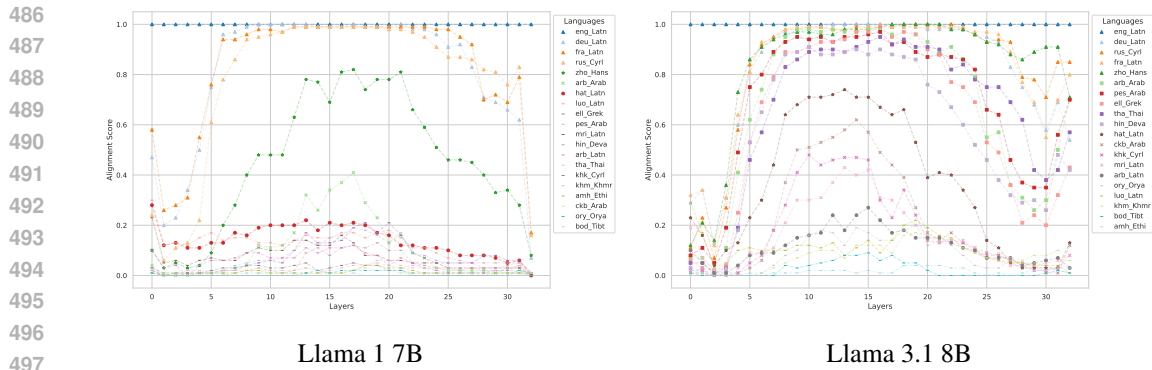 486
487
488
489
490
491
492
493
494
495
496
497
Alignment Score
1.0
0.8
0.6
0.4
0.2
0.0
0 5 10 15 20 25 30
Layers
Languages
eng_Latn
deu_Latn
fra_Latn
rus_Cyrl
zho_Hans
arb_Arab
hat_Latn
luo_Latn
ell_Grek
pes_Arab
mri_Latn
hin_Deva
arb_Latn
tha_Thai
khk_Cyrl
khm_Khmr
amh_Ethi
ckb_Arab
ory_Orya
bod_Tibt
Llama 1 7B
Alignment Score
1.0
0.8
0.6
0.4
0.2
0.0
0 5 10 15 20 25 30
Layers
Languages
eng_Latn
deu_Latn
rus_Cyrl
fra_Latn
zho_Hans
arb_Arab
pes_Arab
ell_Grek
tha_Thai
hin_Deva
hat_Latn
ckb_Arab
khk_Cyrl
mri_Latn
arb_Latn
ory_Orya
luo_Latn
khm_Khmr
bod_Tibt
amh_Ethi
Llama 3.1 8B